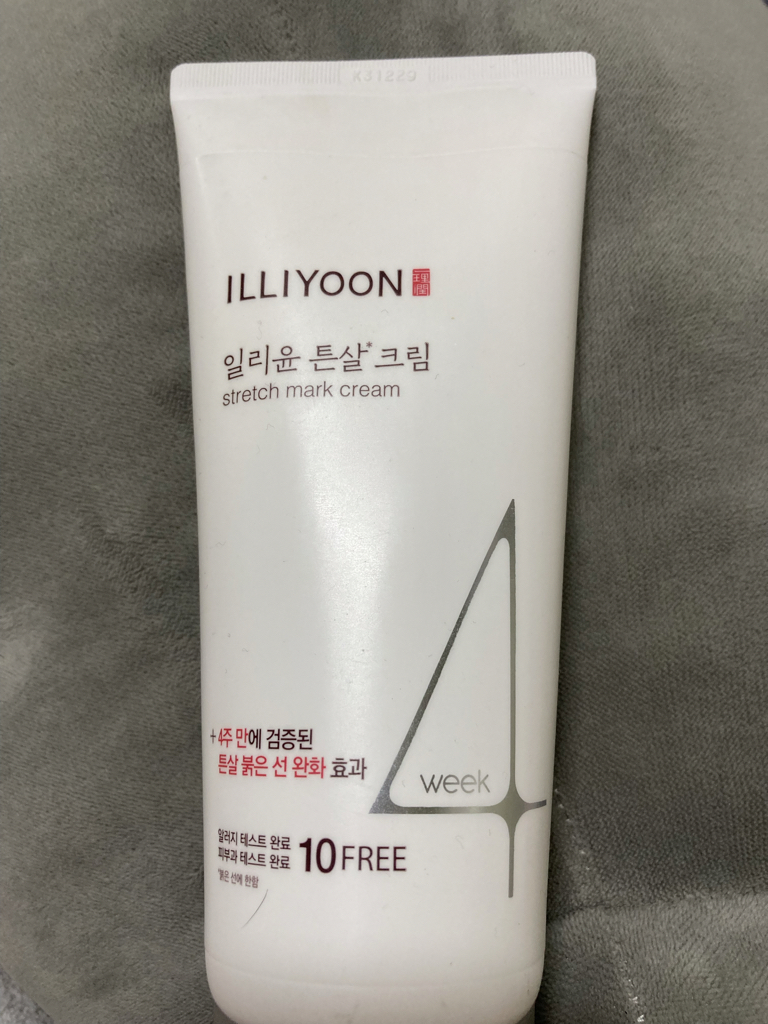 K31229
ILLIYOON
일리윤 튼살* 크림
stretch mark cream
+4주 만에 검증된
튼살 붉은 선 완화 효과
4
week
알러지 테스트 완료
피부과 테스트 완료
10 FREE
*붉은 선에 한함